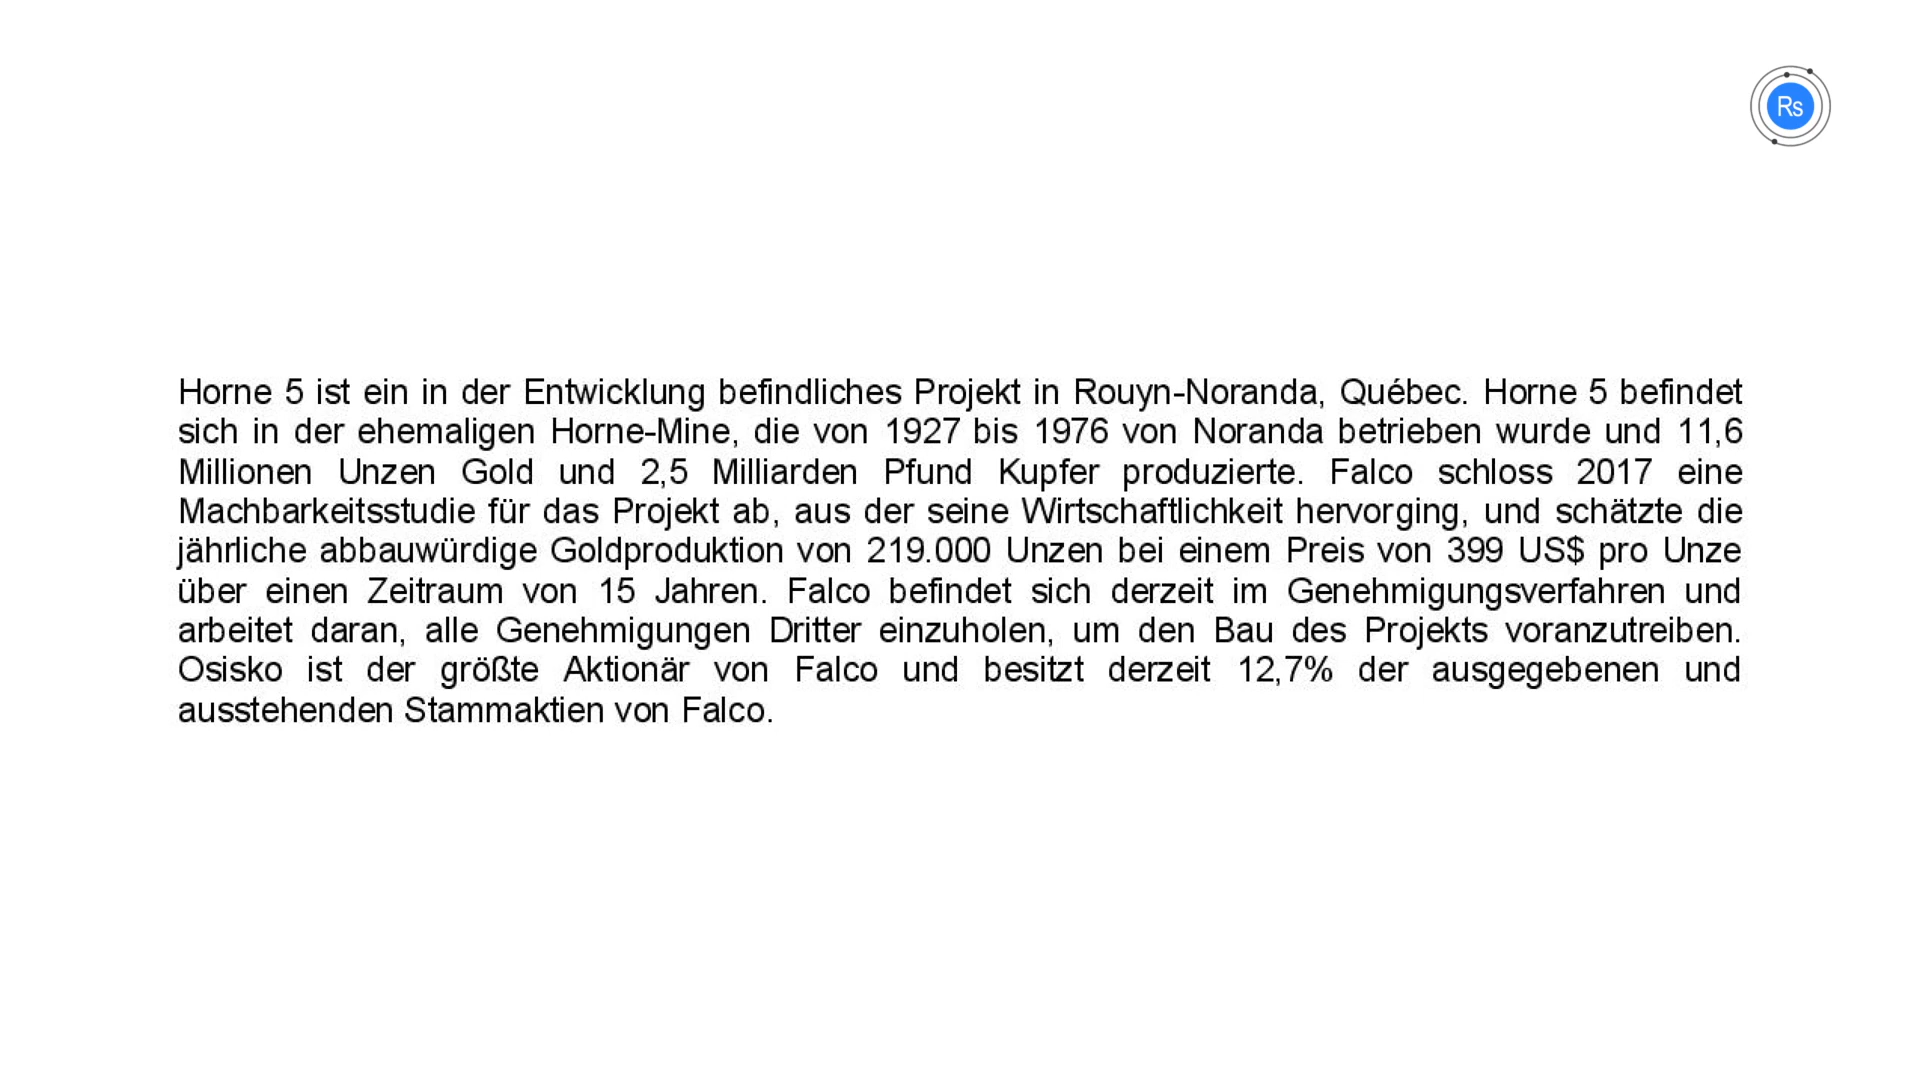 Rs
Horne 5 ist ein in der Entwicklung befindliches Projekt in Rouyn-Noranda, Québec. Horne 5 befindet
sich in der ehemaligen Horne-Mine, die von 1927 bis 1976 von Noranda betrieben wurde und 11,6
Millionen Unzen Gold und 2,5 Milliarden Pfund Kupfer produzierte. Falco schloss 2017 eine
Machbarkeitsstudie für das Projekt ab, aus der seine Wirtschaftlichkeit hervorging, und schätzte die
jährliche abbauwürdige Goldproduktion von 219.000 Unzen bei einem Preis von 399 US$ pro Unze
über einen Zeitraum von 15 Jahren. Falco befindet sich derzeit im Genehmigungsverfahren und
arbeitet daran, alle Genehmigungen Dritter einzuholen, um den Bau des Projekts voranzutreiben.
Osisko ist der größte Aktionär von Falco und besitzt derzeit 12,7% der ausgegebenen und
ausstehenden Stammaktien von Falco.